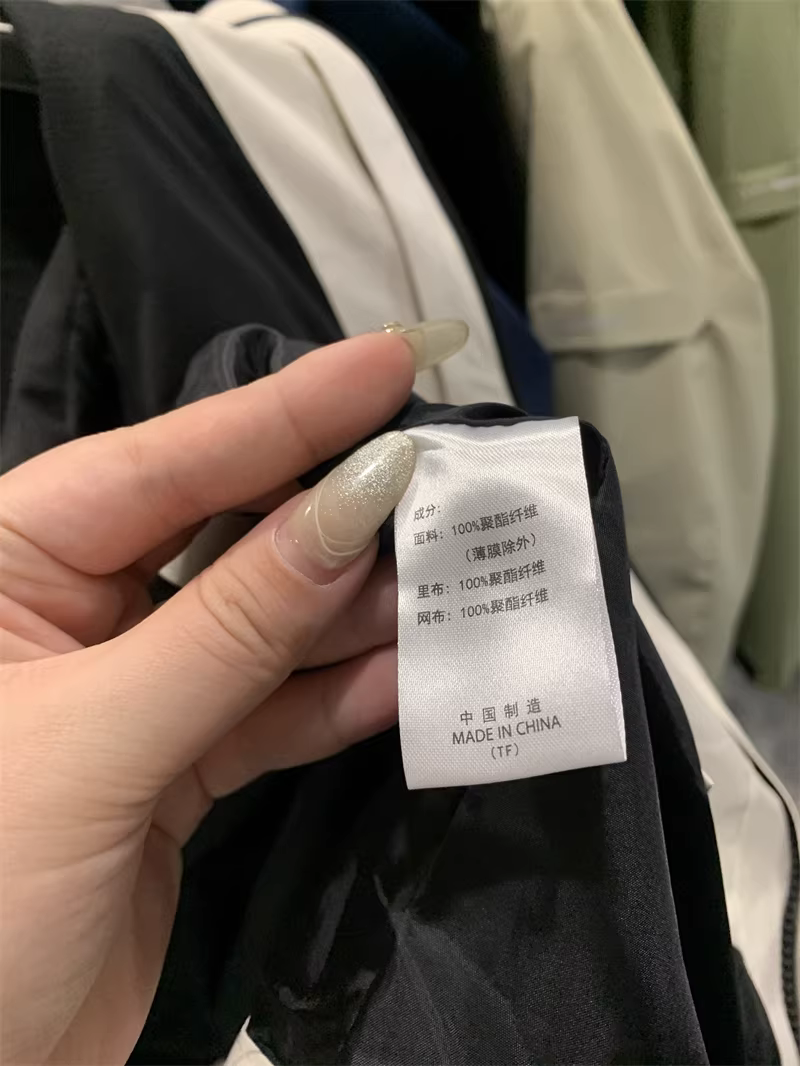 成分：
面料：100%聚酯纤维
（薄膜除外）
里布：100%聚酯纤维
网布：100%聚酯纤维
中国制造
MADE IN CHINA
(TF)